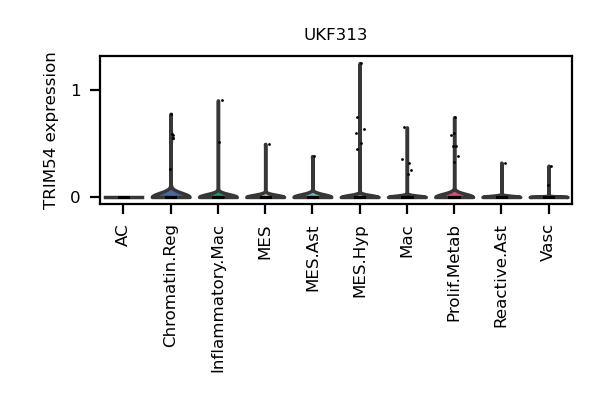 UKF313
TRIM54 expression
1
0
AC
Chromatin.Reg
Inflammatory.Mac
MES
MES.Ast
MES.Hyp
Mac
Prolif.Metab
Reactive.Ast
Vasc